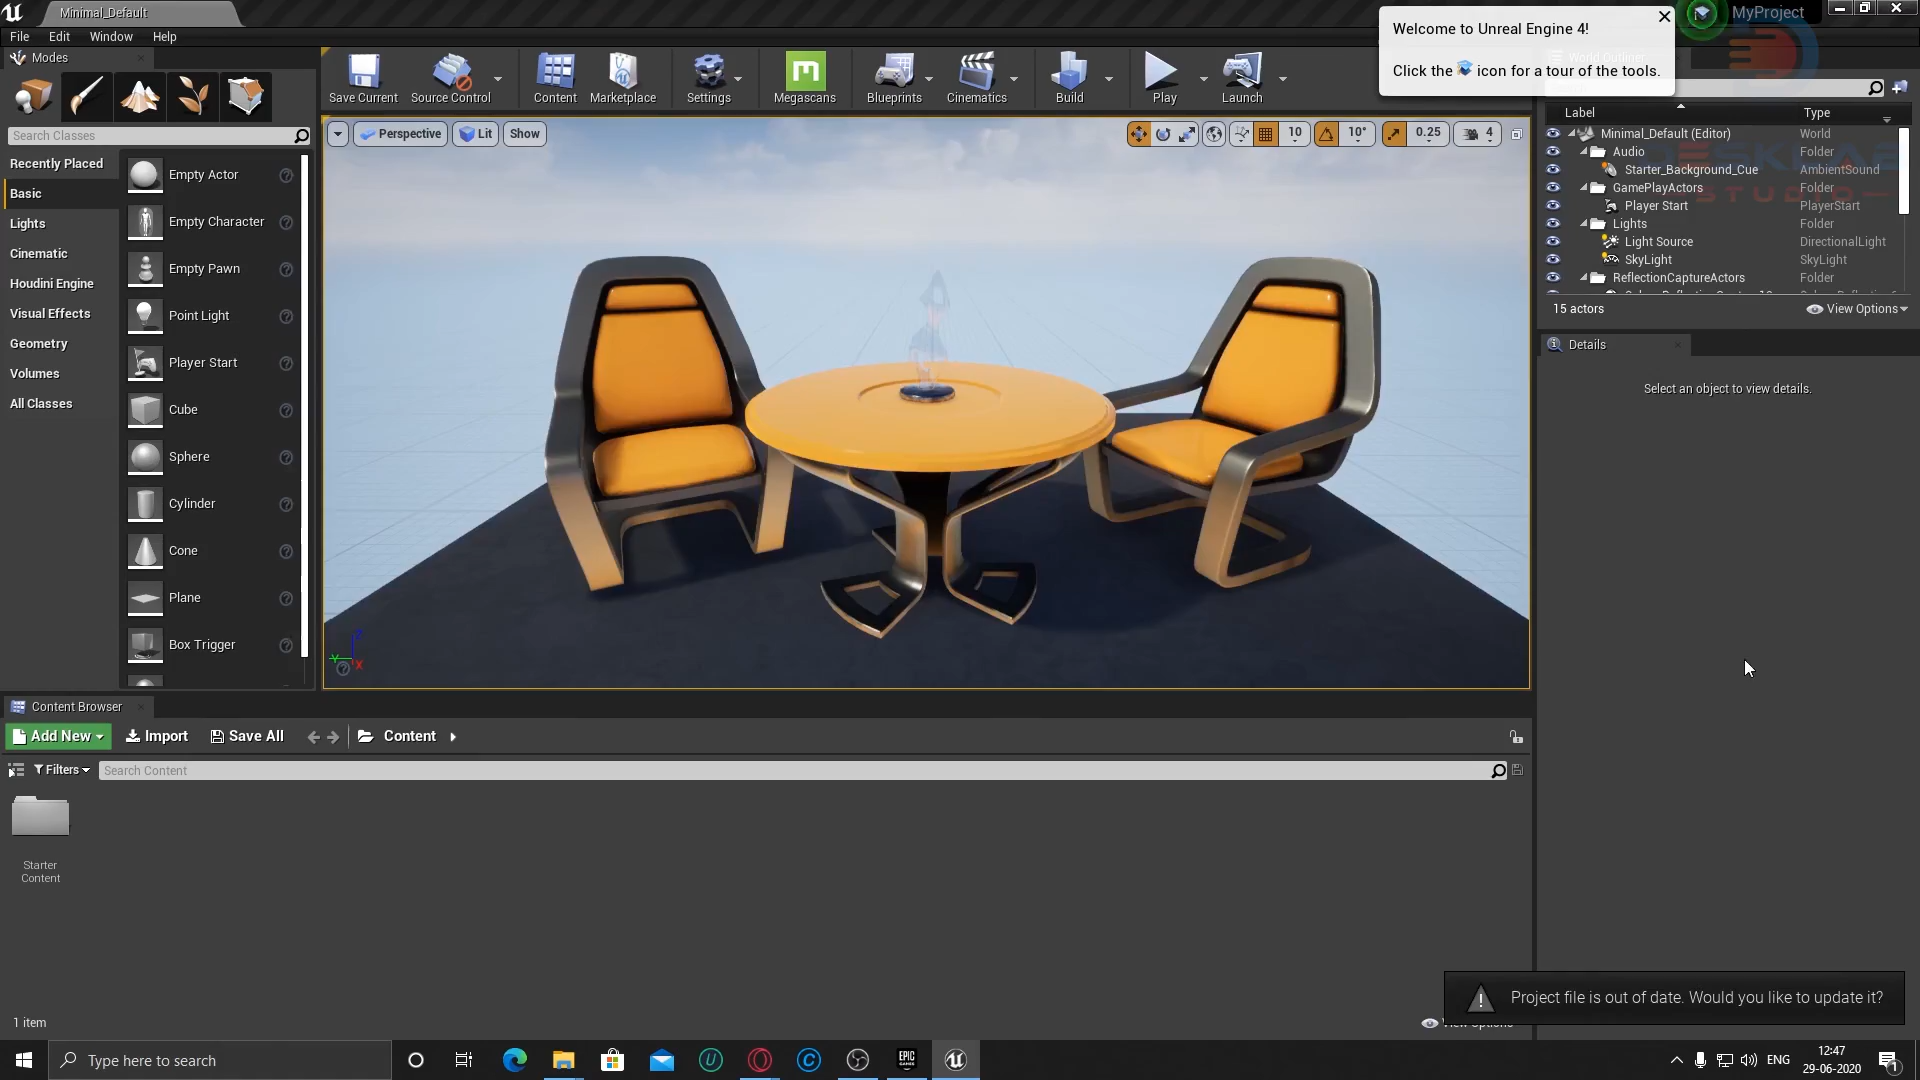 Minimal_Default
MyProject
File Edit Window Help
Welcome to Unreal Engine 4!
Click the icon for a tour of the tools.
Modes
Save Current
Source Control
Content
Marketplace
Settings
Megascans
Blueprints
Cinematics
Build
Play
Launch
Search Classes
Recently Placed
Basic
Lights
Cinematic
Houdini Engine
Visual Effects
Geometry
Volumes
All Classes
Empty Actor
Empty Character
Empty Pawn
Point Light
Player Start
Cube
Sphere
Cylinder
Cone
Plane
Box Trigger
Perspective
Lit
Show
10
10°
0.25
4
World Outliner
Label Type
Minimal_Default (Editor) World
Audio Folder
Starter_Background_Cue AmbientSound
GamePlayActors Folder
Player Start PlayerStart
Lights Folder
Light Source DirectionalLight
SkyLight SkyLight
ReflectionCaptureActors Folder
STUDIO
15 actors
View Options
Details
Select an object to view details.
Content Browser
Add New Import Save All Content
Filters
Search Content
Starter
Content
1 item
Project file is out of date. Would you like to update it?
Type here to search
EPIC
GAMES
ENG
12:47
29-06-2020
1